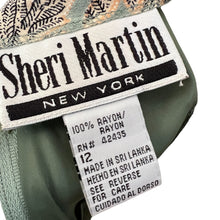 Sheri Martin
NEW YORK
100% RAYON/
RAYON
RN# 42435
12
MADE IN SRI LANKA
HECHO EN SRI LANKA
SEE REVERSE
FOR CARE
CUIDADO AL DORSO